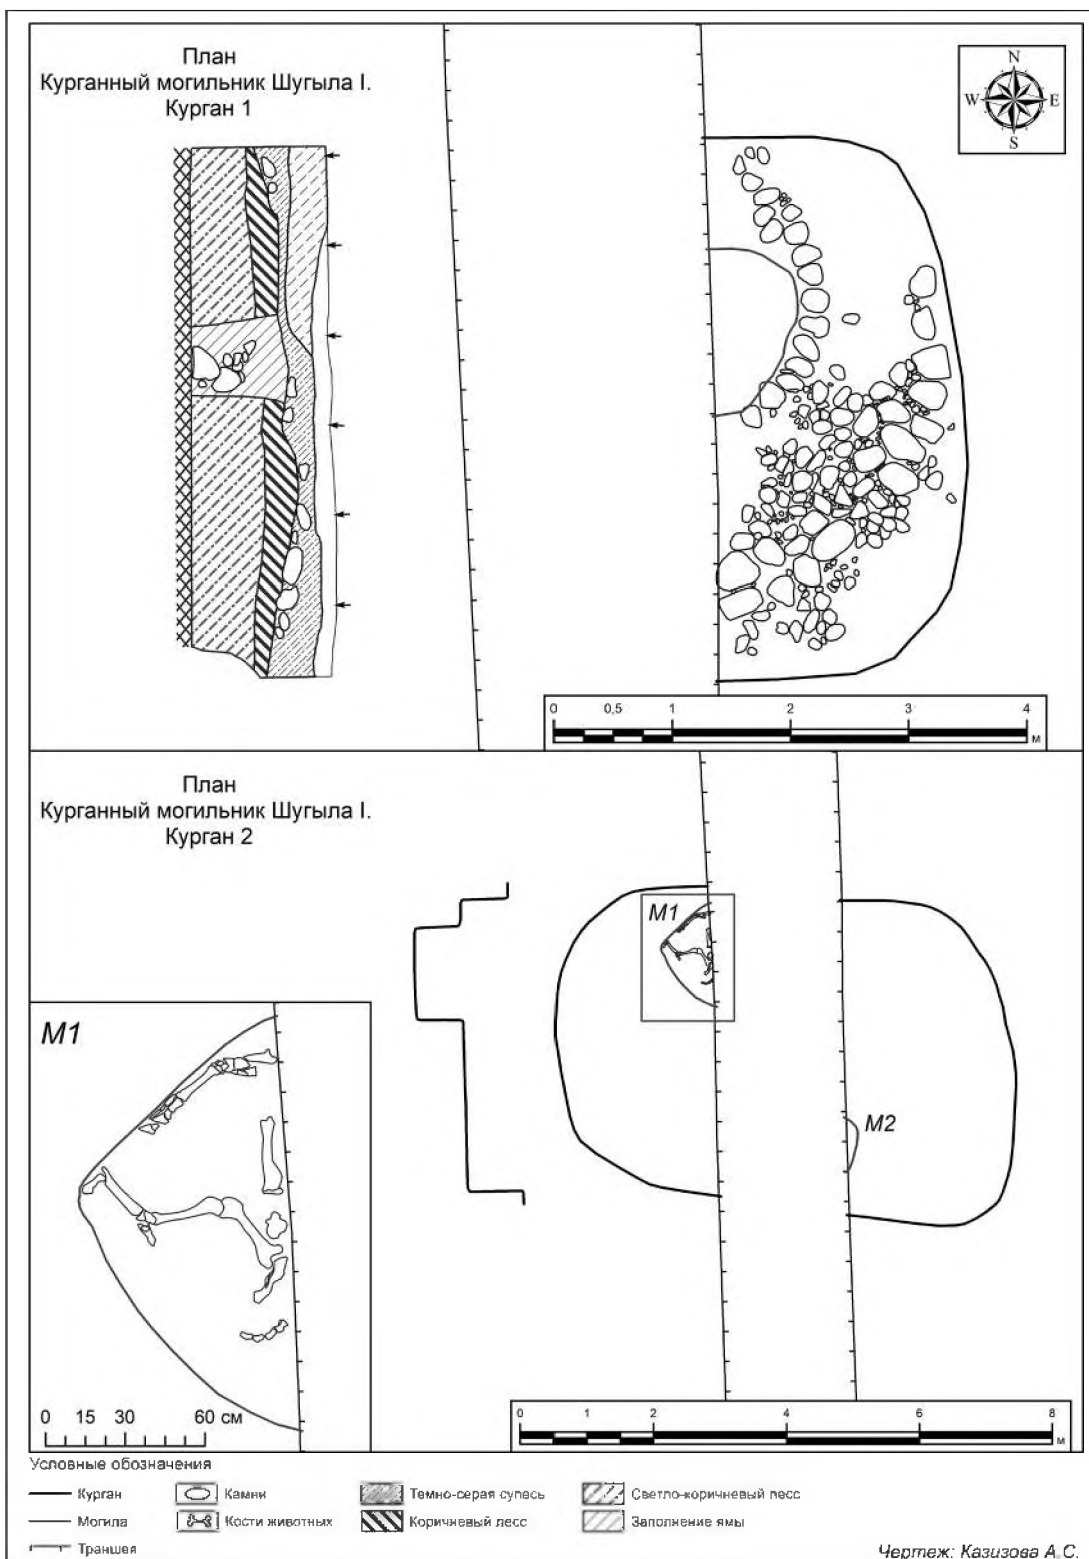 План
Курганный могильник Шугыла I.
Курган 1
N
W E
S
0 0,5 1 2 3 4
м
План
Курганный могильник Шугыла I.
Курган 2
M1
M2
M1
0 15 30 60 см
0 1 2 4 6 8
м
Условные обозначения
Курган
Камни
Темно-серая супесь
Светло-коричневый лесс
Могила
Кости животных
Коричневый лесс
Заполнение ямы
Траншея
Чертеж: Казизова А.С.